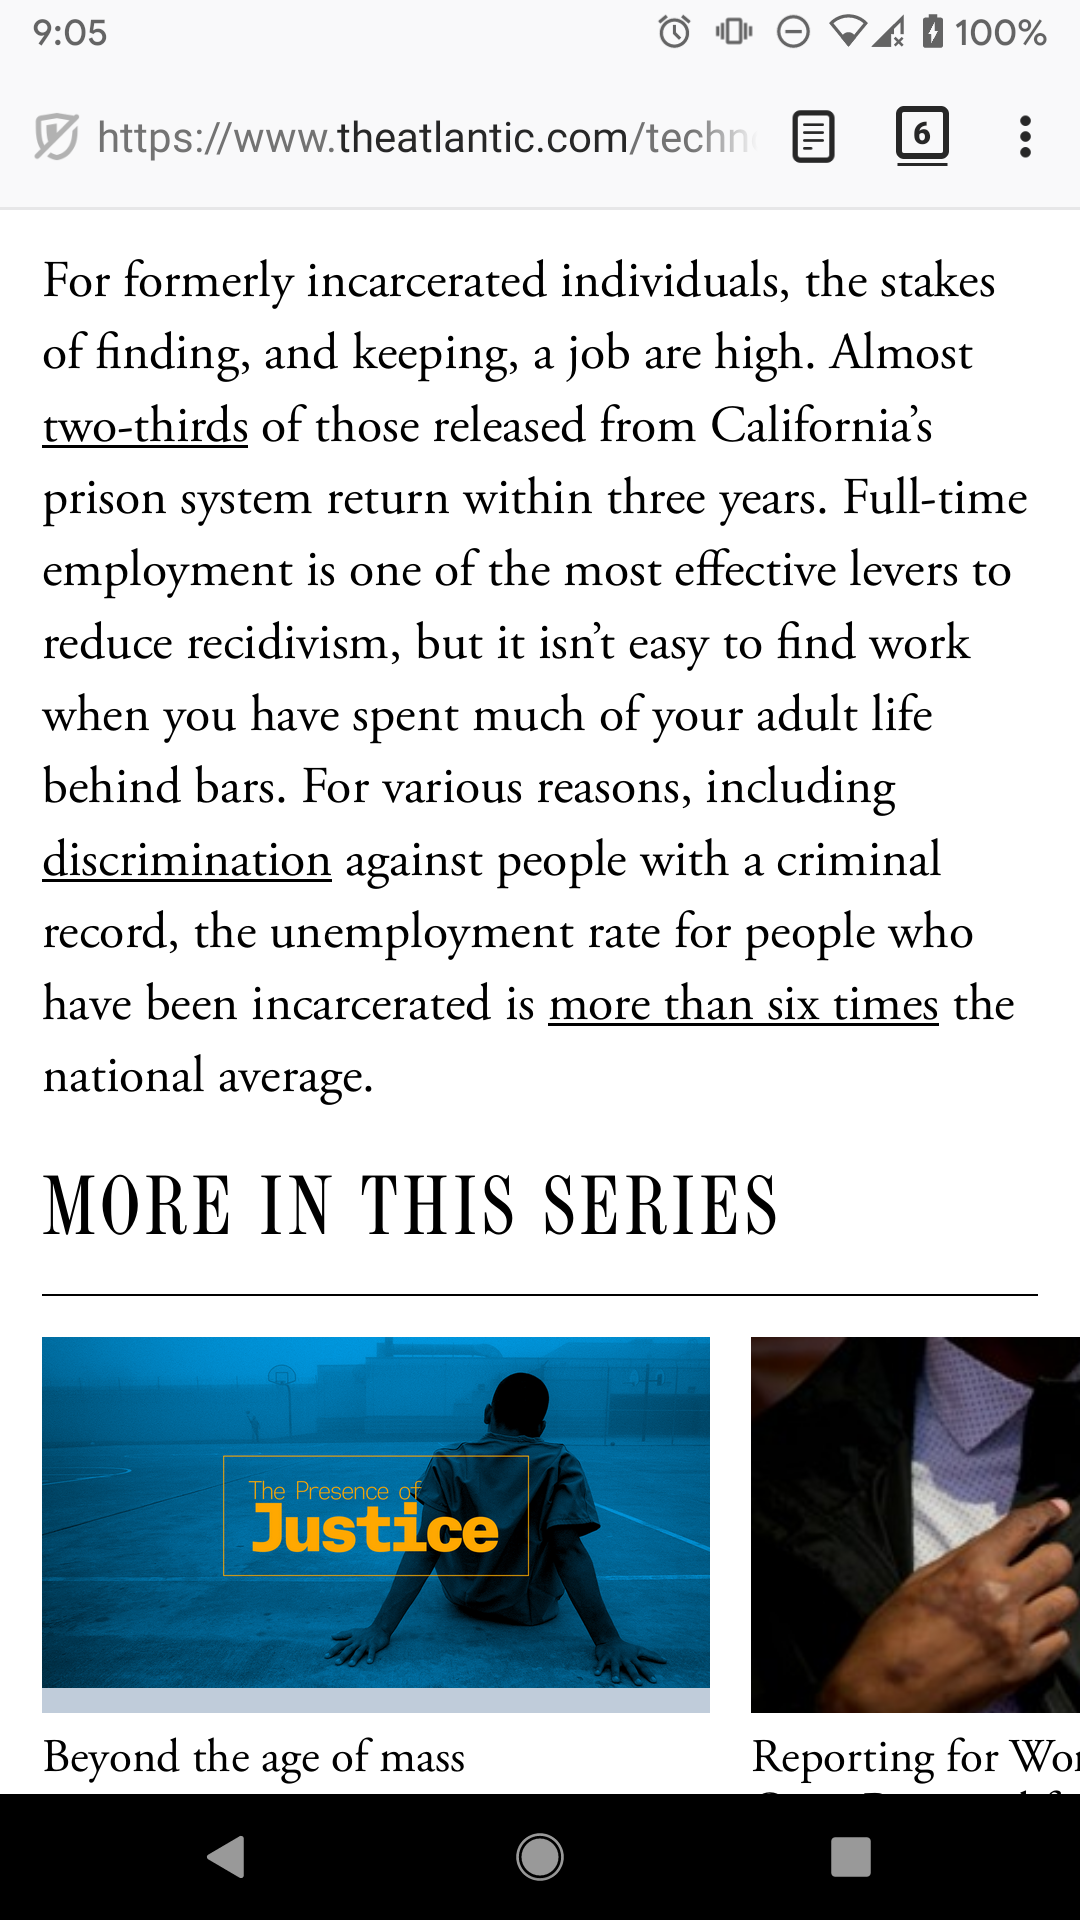 9:05
100%
https://www.theatlantic.com/techn
6
For formerly incarcerated individuals, the stakes
of finding, and keeping, a job are high. Almost
two-thirds of those released from California’s
prison system return within three years. Full-time
employment is one of the most effective levers to
reduce recidivism, but it isn’t easy to find work
when you have spent much of your adult life
behind bars. For various reasons, including
discrimination against people with a criminal
record, the unemployment rate for people who
have been incarcerated is more than six times the
national average.
MORE IN THIS SERIES
The Presence of
Justice
Beyond the age of mass
Reporting for